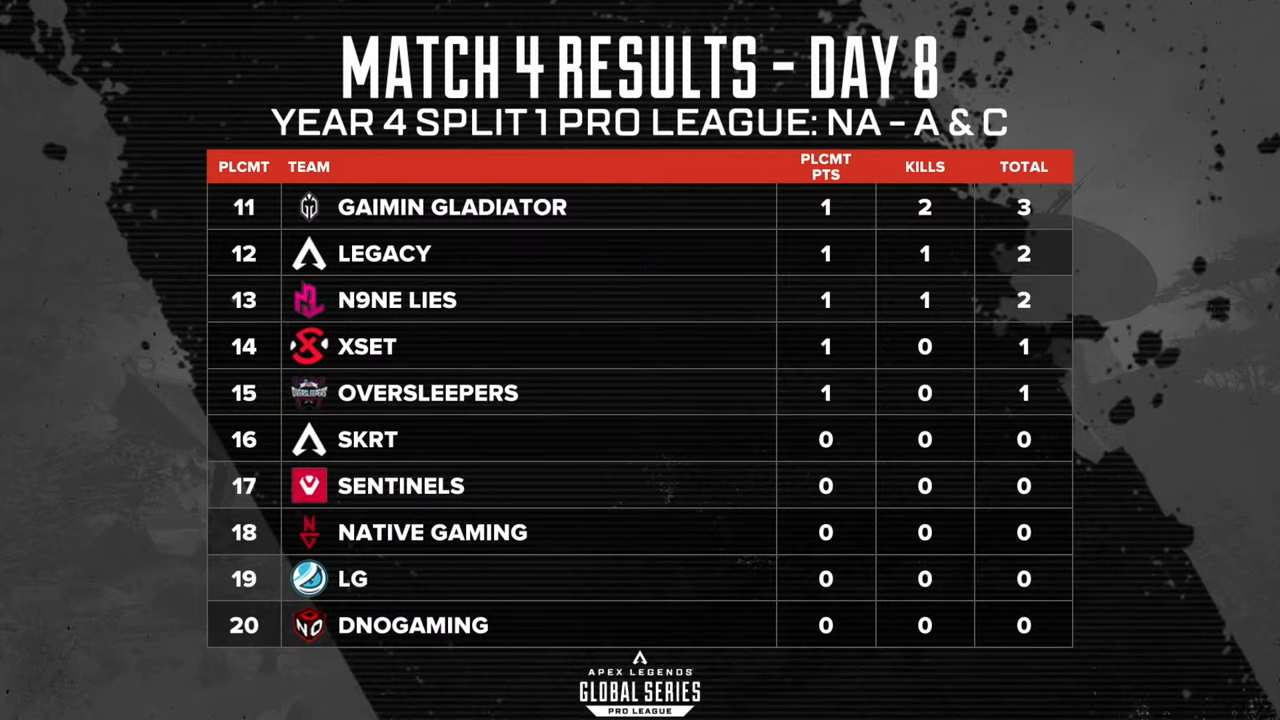 MATCH 4 RESULTS - DAY 8
YEAR 4 SPLIT 1 PRO LEAGUE: NA - A & C
PLCMT TEAM PLCMT PTS KILLS TOTAL
11 GAIMIN GLADIATOR 1 2 3
12 LEGACY 1 1 2
13 N9NE LIES 1 1 2
14 XSET 1 0 1
15 OVERSLEEPERS OVERSLEEPERS 1 0 1
16 SKRT 0 0 0
17 SENTINELS 0 0 0
18 NG NATIVE GAMING 0 0 0
19 LG 0 0 0
20 NO DNOGAMING 0 0 0
APEX LEGENDS
GLOBAL SERIES
PRO LEAGUE